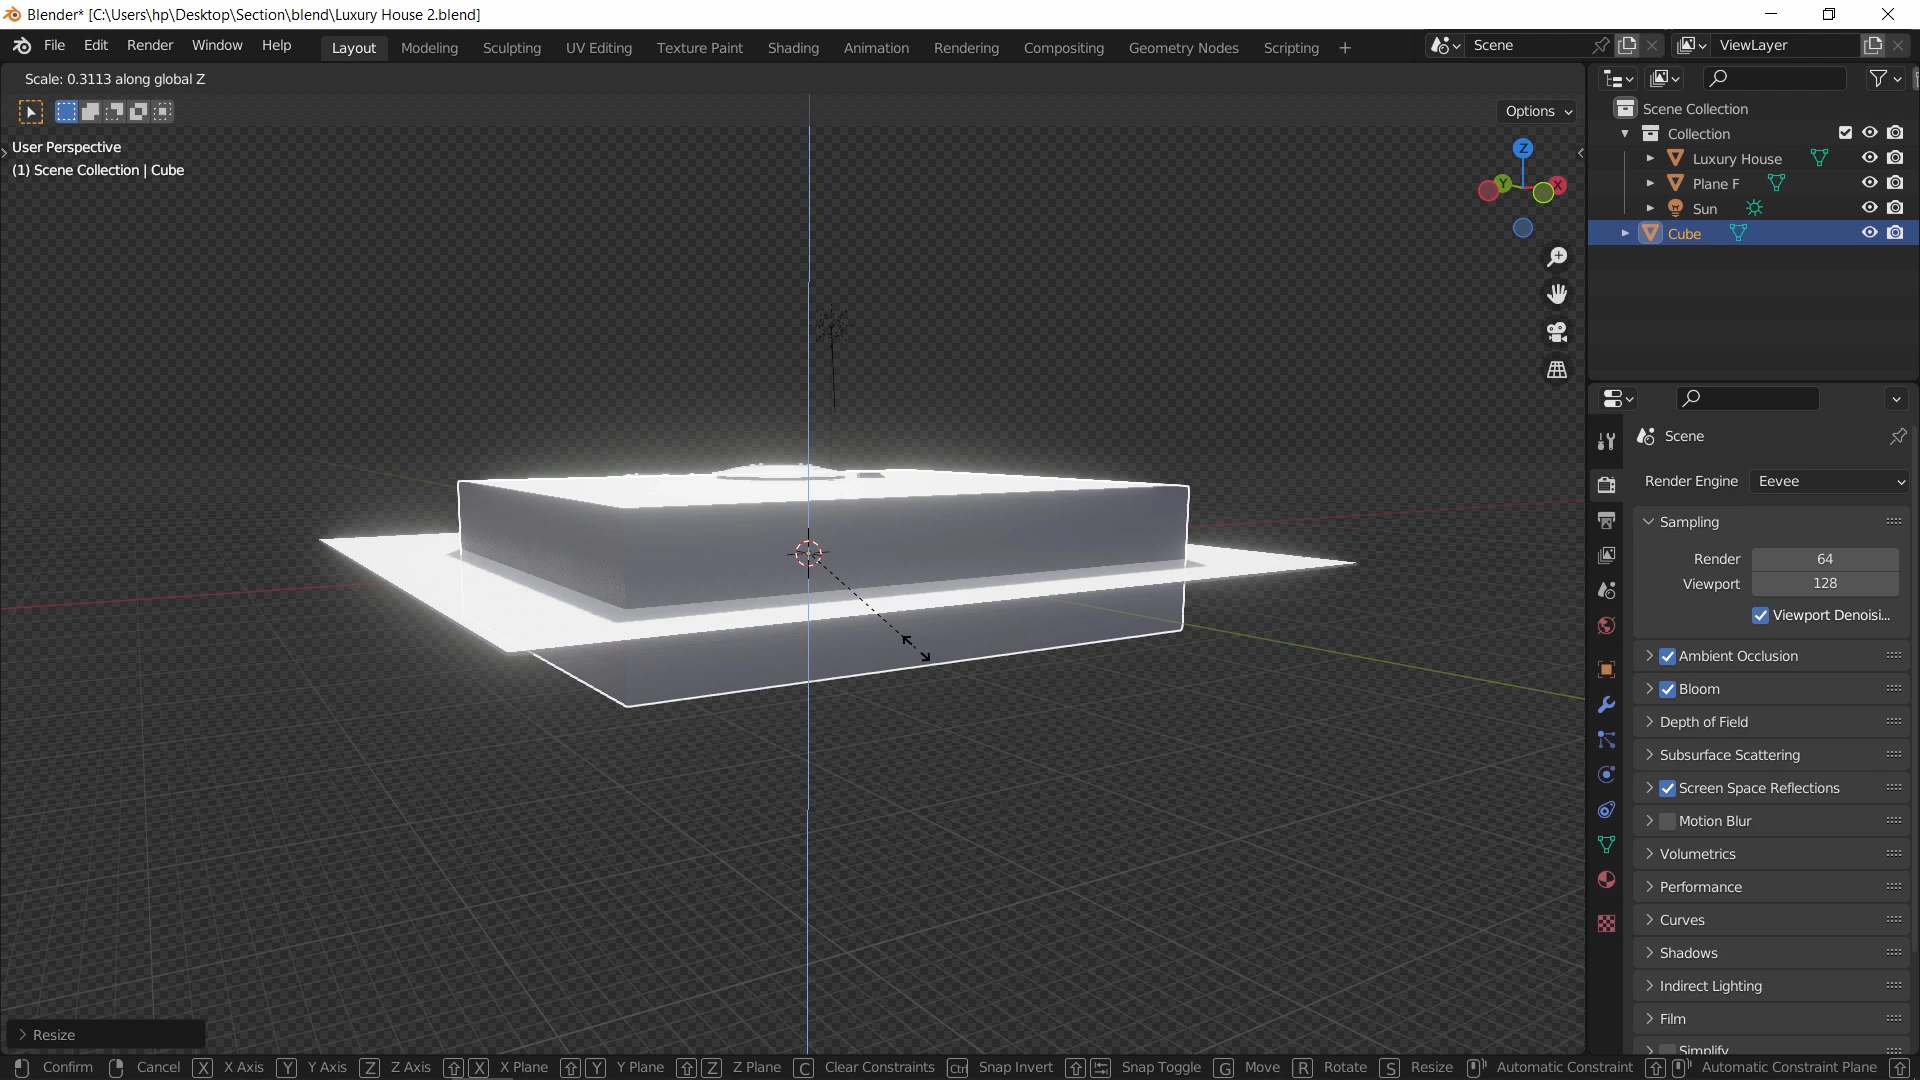 Blender* [C:\Users\hp\Desktop\Section\blend\Luxury House 2.blend]
File Edit Render Window Help Layout Modeling Sculpting UV Editing Texture Paint Shading Animation Rendering Compositing Geometry Nodes Scripting + Scene ViewLayer
Scale: 0.3113 along global Z
Options
User Perspective
(1) Scene Collection | Cube
Z
Y
X
Scene Collection
Collection
Luxury House
Plane F
Sun
Cube
Scene
Render Engine Eevee
Sampling
Render 64
Viewport 128
Viewport Denoisi...
Ambient Occlusion
Bloom
Depth of Field
Subsurface Scattering
Screen Space Reflections
Motion Blur
Volumetrics
Performance
Curves
Shadows
Indirect Lighting
Film
Simplify
Resize
Confirm Cancel X X Axis Y Y Axis Z Z Axis X X Plane Y Y Plane Z Z Plane C Clear Constraints Ctrl Snap Invert Snap Toggle G Move R Rotate S Resize Automatic Constraint Automatic Constraint Plane